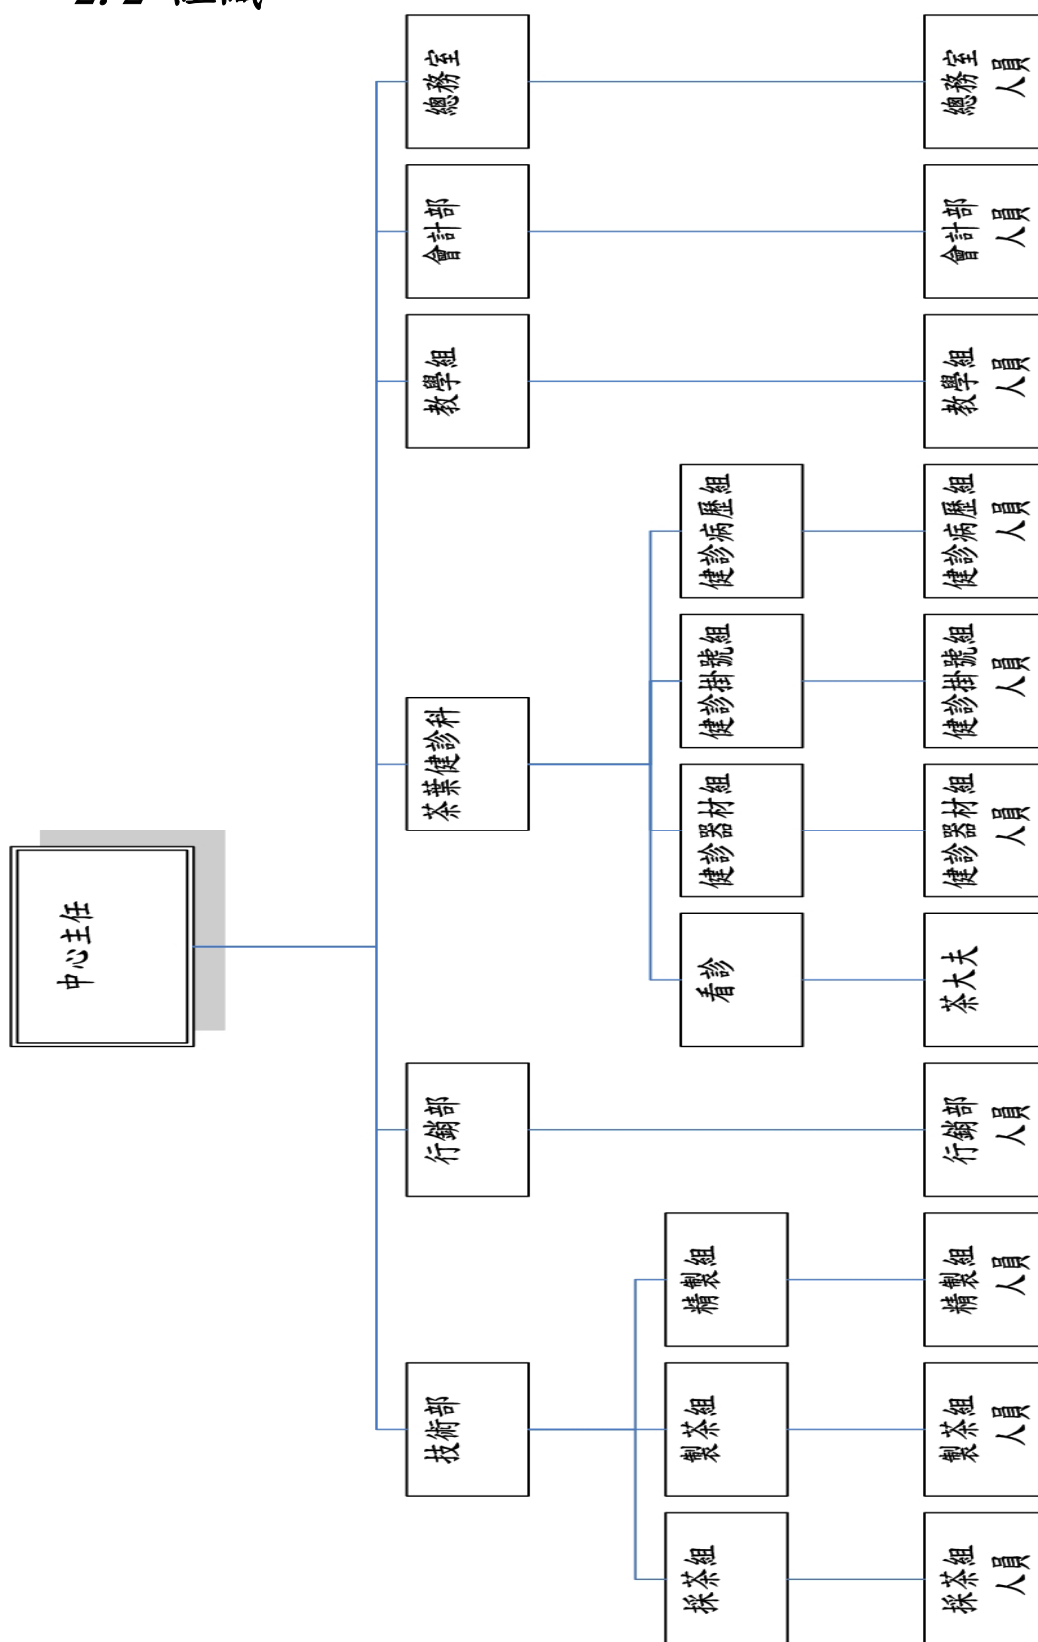 2. 2 組織
中心主任
技術部
行銷部
茶葉健診科
教學組
會計部
總務室
採茶組
製茶組
精製組
看診
健診器材組
健診掛號組
健診病歷組
採茶組
人員
製茶組
人員
精製組
人員
行銷部
人員
茶大夫
健診器材組
人員
健診掛號組
人員
健診病歷組
人員
教學組
人員
會計部
人員
總務室
人員